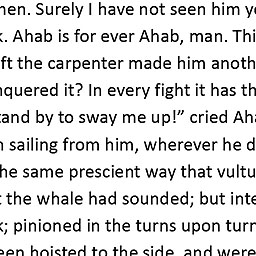 men. Surely I have not seen him y
k. Ahab is for ever Ahab, man. Thi
ft the carpenter made him anoth
nquered it? In every fight it has th
tand by to sway me up!” cried Aha
n sailing from him, wherever he d
he same prescient way that vultu
t the whale had sounded; but inte
k; pinioned in the turns upon turn
een hoisted to the side, and were